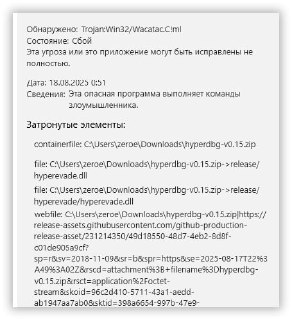 Обнаружено: Trojan:Win32/Wacatac.C!ml
Состояние: Сбой
Эта угроза или это приложение могут быть исправлены не
полностью.
Дата: 18.08.2025 0:51
Сведения: Эта опасная программа выполняет команды
злоумышленника.
Затронутые элементы:
containerfile: C:\Users\zeroe\Downloads\hyperdbg-v0.15.zip
file: C:\Users\zeroe\Downloads\hyperdbg-v0.15.zip->release/
hyperevade.dll
file: C:\Users\zeroe\Downloads\hyperdbg-v0.15.zip->release/
hyperevade/hyperevade.dll
webfile: C:\Users\zeroe\Downloads\hyperdbg-v0.15.zip|https://
release-assets.githubusercontent.com/github-production-
release-asset/231214350/49d18550-48d7-4eb2-8d8f-
c01de905a9cf?
sp=r&sv=2018-11-09&sr=b&spr=https&se=2025-08-17T22%3
A49%3A02Z&rscd=attachment%3B+filename%3Dhyperdbg-
v0.15.zip&rsct=application%2Foctet-
stream&skoid=96c2d410-5711-43a1-aedd-
ab1947aa7ab0&sktid=398a6654-997b-47e9-